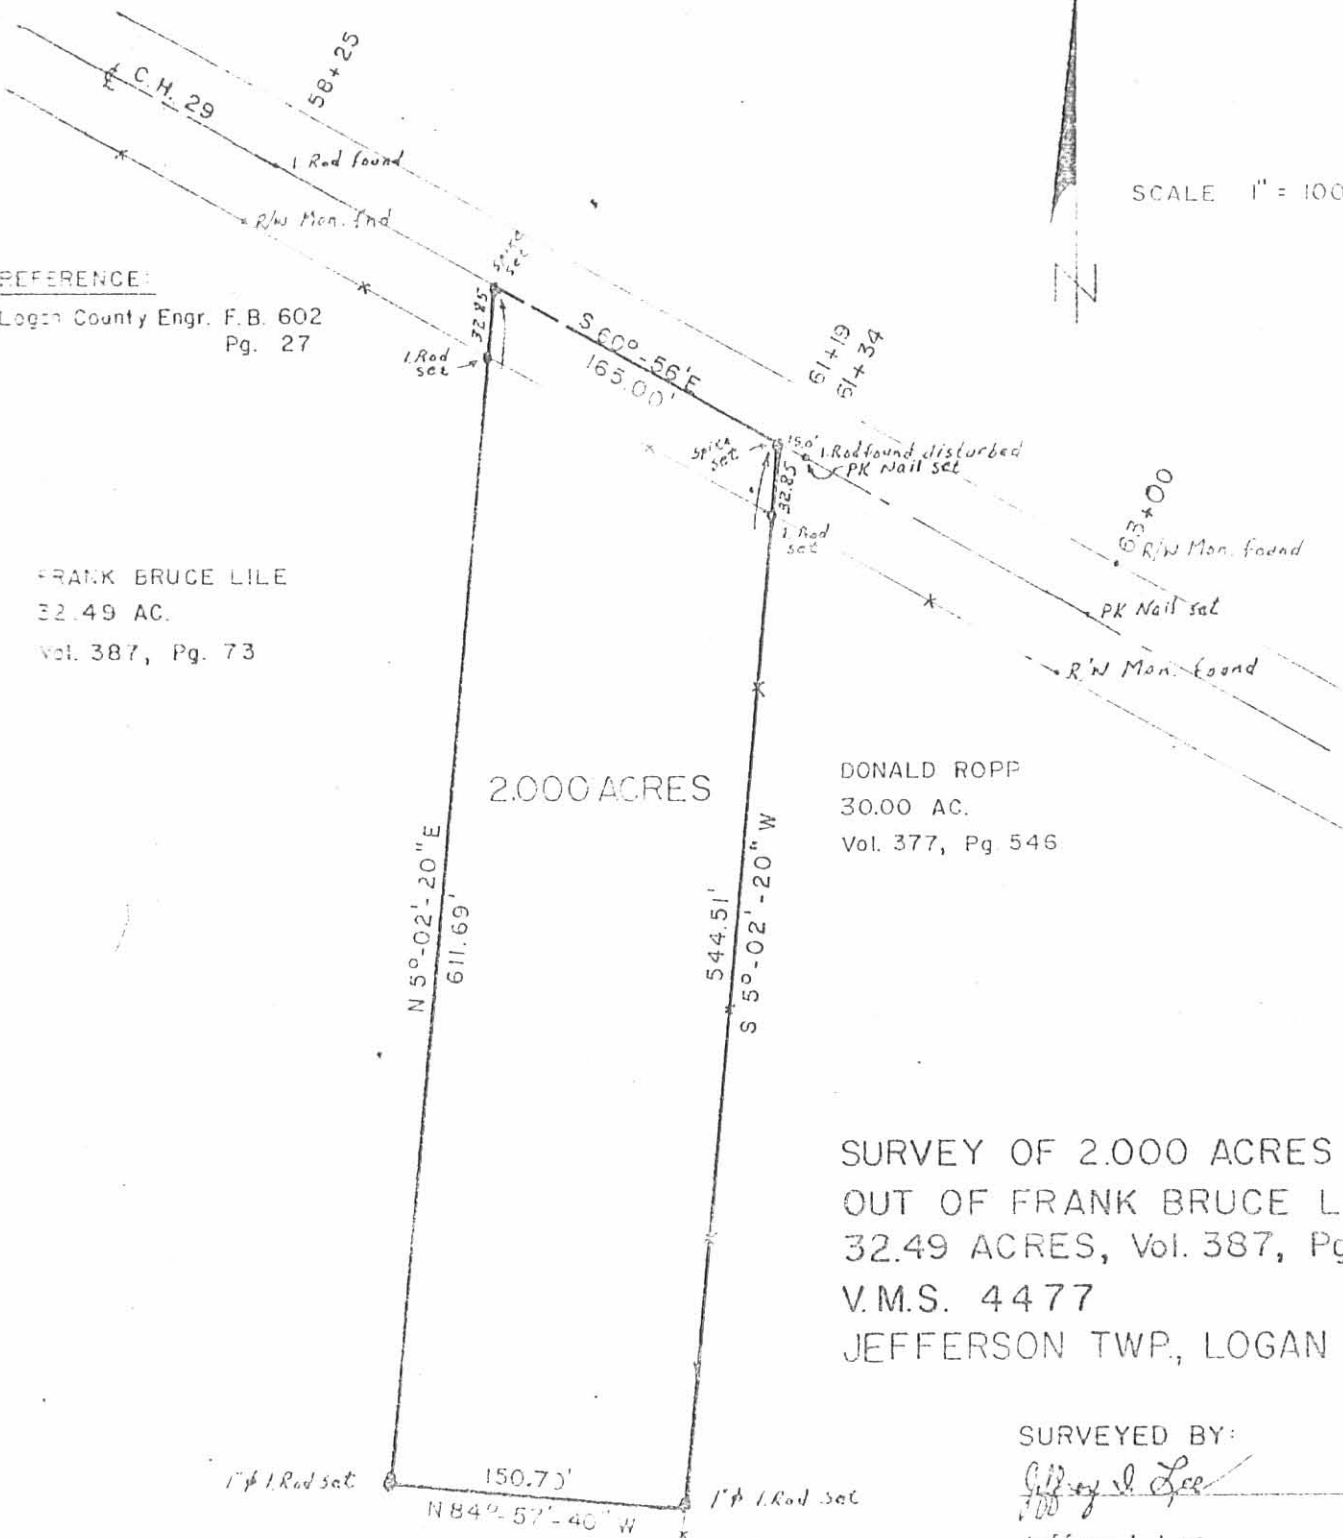 58+25
℄ C.H. 29
I. Rod found
R/W Mon. fnd
SCALE 1" = 100
N
REFERENCE:
Logan County Engr. F.B. 602
Pg. 27
spike
set
32.85
I. Rod
set
S 60°-56' E
165.00'
61+19
61+34
spike
set
15.0'
I. Rod found disturbed
PK Nail set
32.85
I. Rod
set
63+00
R/W Mon. found
PK Nail set
R/W Mon. found
FRANK BRUCE LILE
32.49 AC.
Vol. 387, Pg. 73
2.000 ACRES
DONALD ROPP
30.00 AC.
Vol. 377, Pg. 546
N 5°-02'-20" E
611.69'
544.51'
S 5°-02'-20" W
SURVEY OF 2.000 ACRES
OUT OF FRANK BRUCE L
32.49 ACRES, Vol. 387, Pg
V.M.S. 4477
JEFFERSON TWP., LOGAN
SURVEYED BY:
Jeffrey I. Lee
1" ϕ I. Rod set
150.70'
N 84°-57'-40" W
1" ϕ I. Rod set